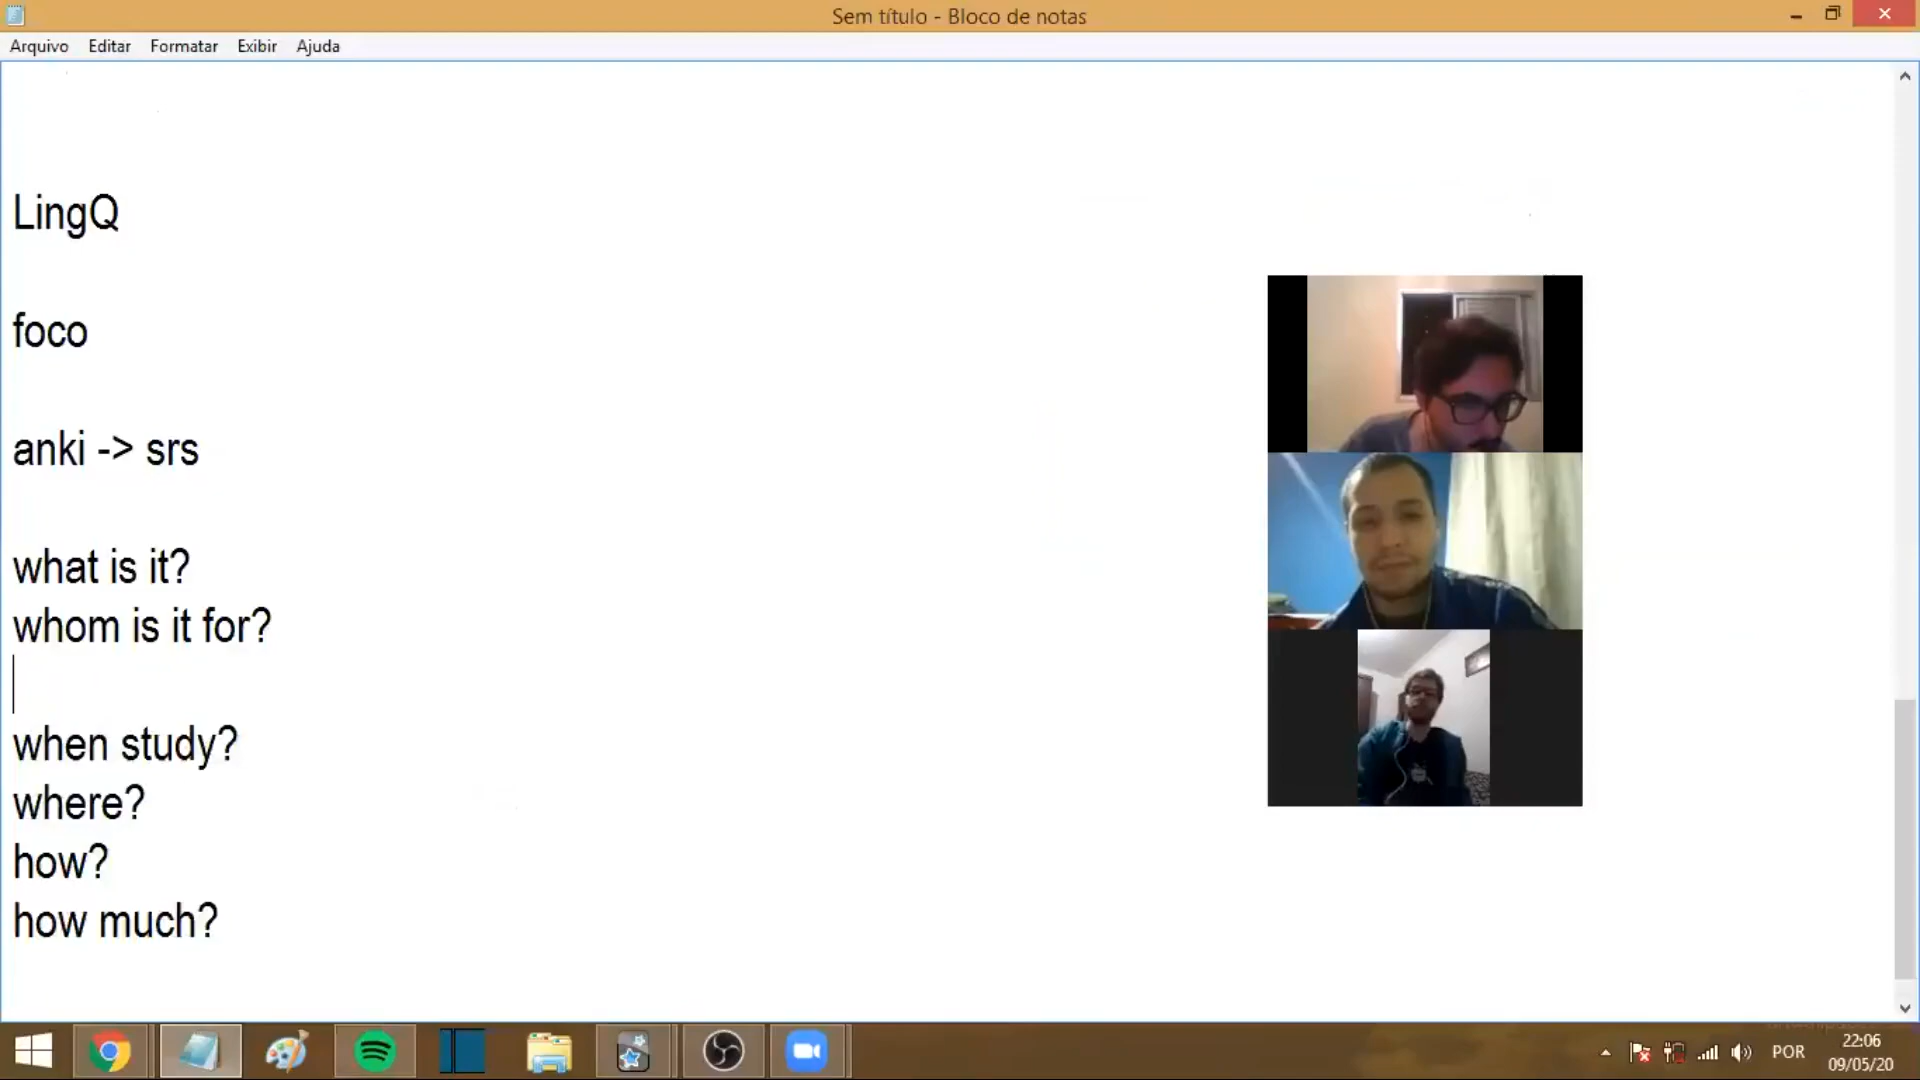 Sem título - Bloco de notas
Arquivo Editar Formatar Exibir Ajuda
LingQ
foco
anki -> srs
what is it?
whom is it for?
when study?
where?
how?
how much?
POR
22:06
09/05/20